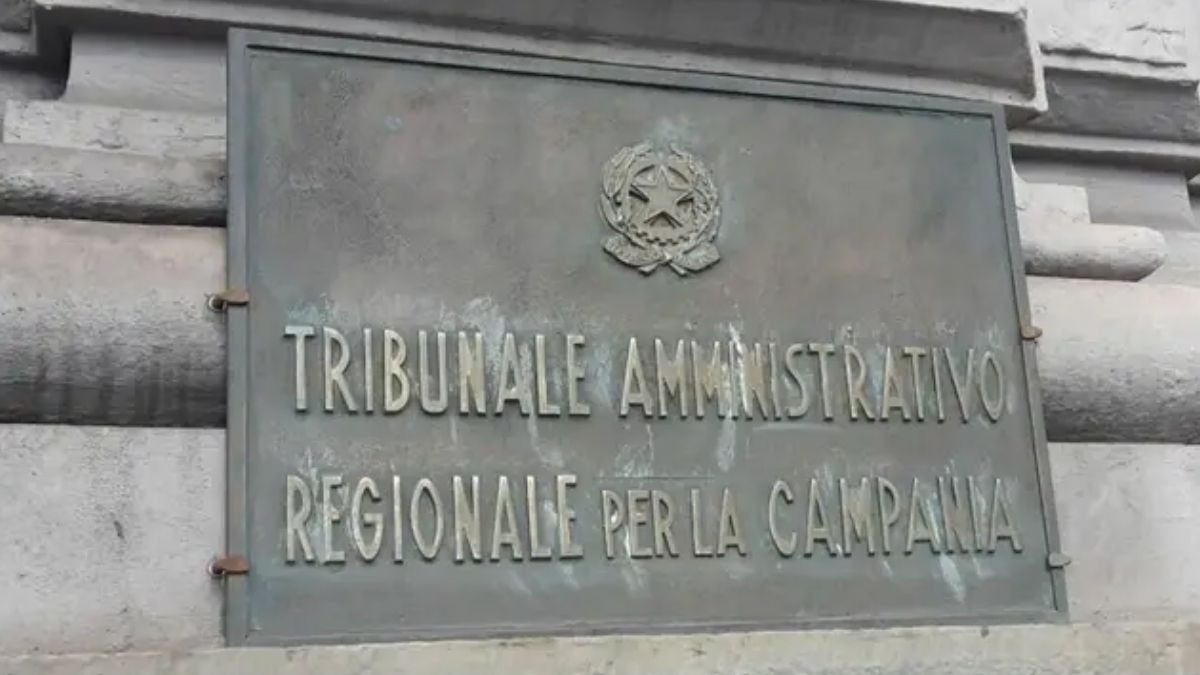 TRIBUNALE AMMINISTRATIVO
REGIONALE PER LA CAMPANIA